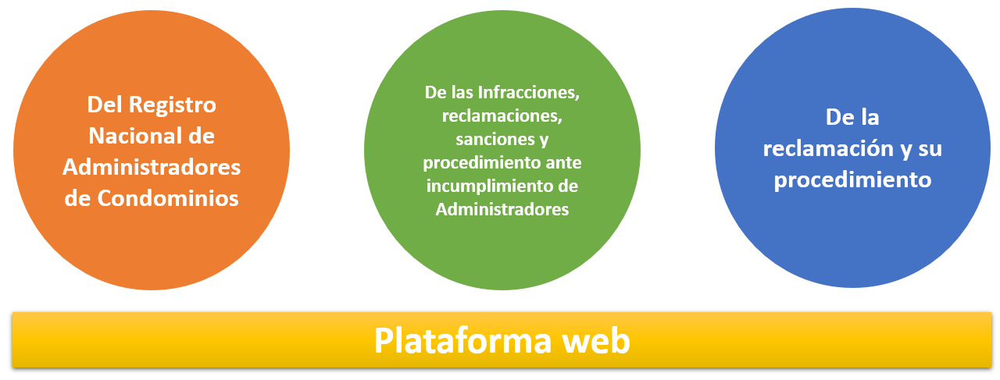 Del Registro
Nacional de
Administradores
de Condominios
De las Infracciones,
reclamaciones,
sanciones y
procedimiento ante
incumplimiento de
Administradores
De la
reclamación y su
procedimiento
Plataforma web